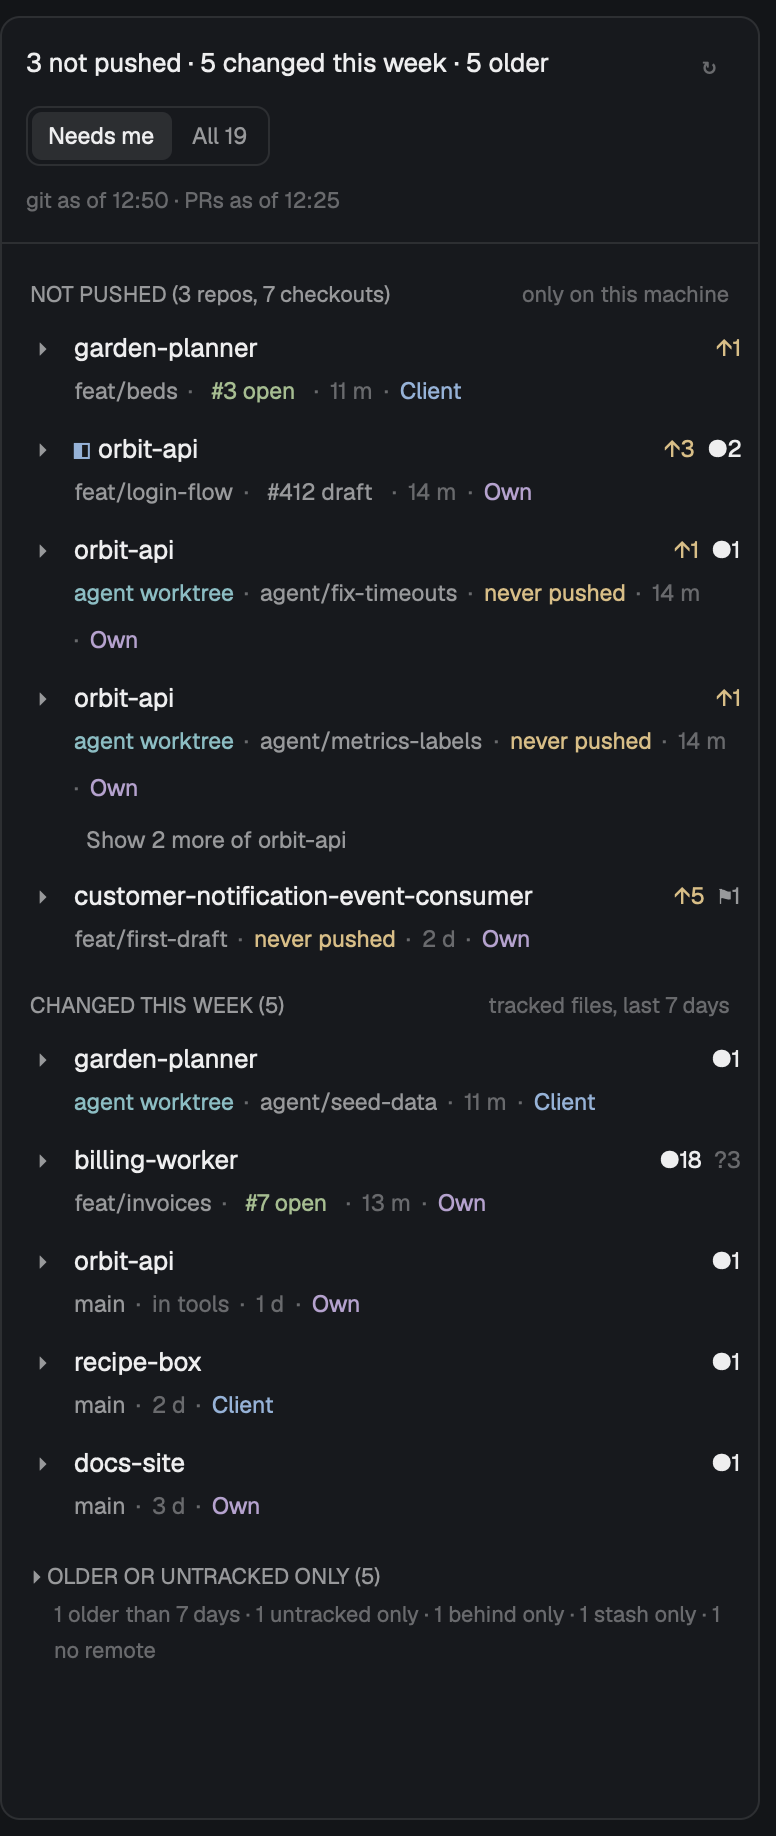 3 not pushed · 5 changed this week · 5 older ↻
Needs me All 19
git as of 12:50 · PRs as of 12:25
NOT PUSHED (3 repos, 7 checkouts) only on this machine
garden-planner ↑1
feat/beds · #3 open · 11 m · Client
orbit-api ↑3 ●2
feat/login-flow · #412 draft · 14 m · Own
orbit-api ↑1 ●1
agent worktree · agent/fix-timeouts · never pushed · 14 m
· Own
orbit-api ↑1
agent worktree · agent/metrics-labels · never pushed · 14 m
· Own
Show 2 more of orbit-api
customer-notification-event-consumer ↑5 ⚑1
feat/first-draft · never pushed · 2 d · Own
CHANGED THIS WEEK (5) tracked files, last 7 days
garden-planner ●1
agent worktree · agent/seed-data · 11 m · Client
billing-worker ●18 ?3
feat/invoices · #7 open · 13 m · Own
orbit-api ●1
main · in tools · 1 d · Own
recipe-box ●1
main · 2 d · Client
docs-site ●1
main · 3 d · Own
OLDER OR UNTRACKED ONLY (5)
1 older than 7 days · 1 untracked only · 1 behind only · 1 stash only · 1
no remote